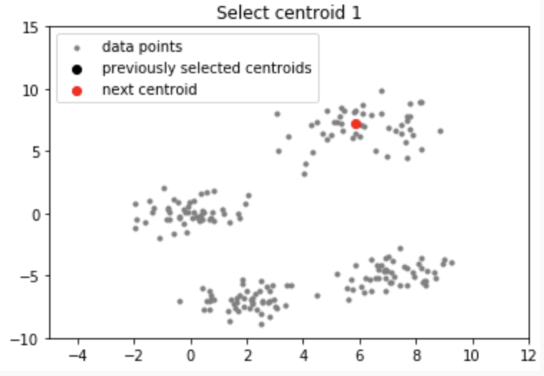 Select centroid 1
15
data points
previously selected centroids
next centroid
10
5
0
−5
−10
−4 −2 0 2 4 6 8 10 12